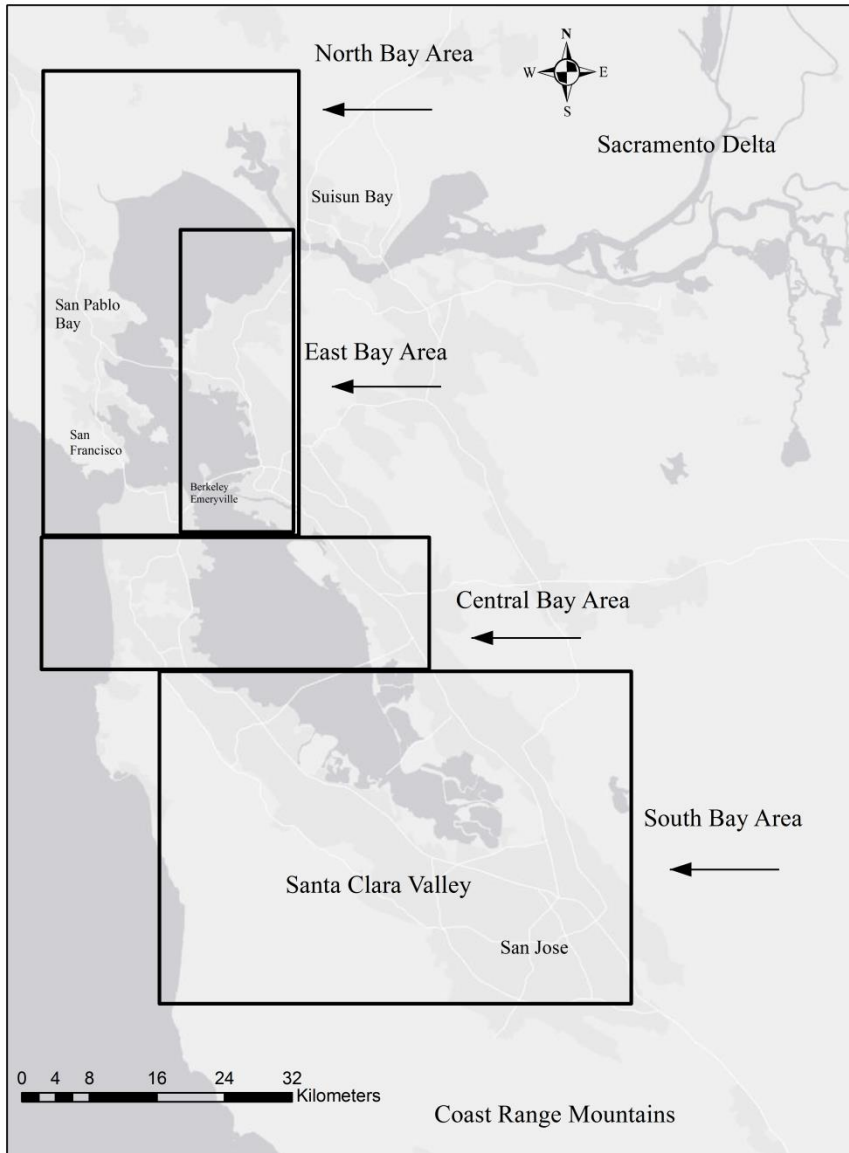 North Bay Area
N
W E
S
Sacramento Delta
Suisun Bay
San Pablo
Bay
East Bay Area
San
Francisco
Berkeley
Emeryville
Central Bay Area
South Bay Area
Santa Clara Valley
San Jose
0 4 8 16 24 32
Kilometers
Coast Range Mountains